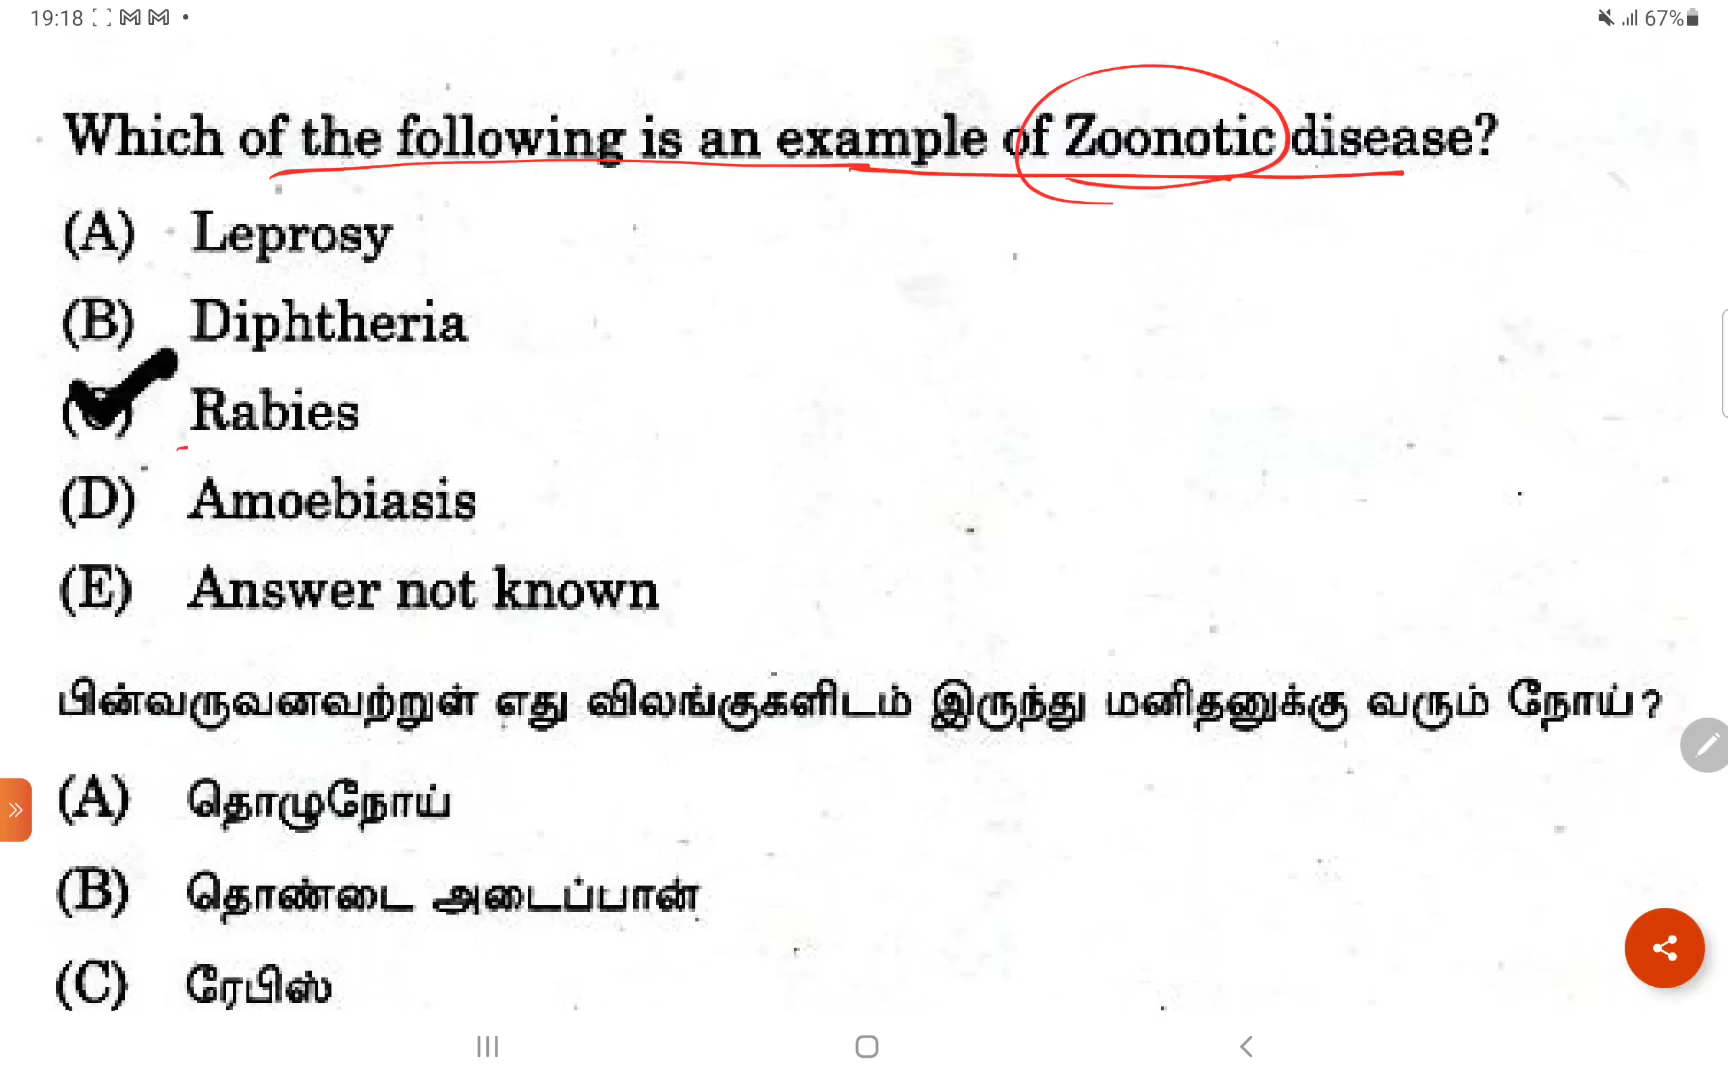 19:18
67%
Which of the following is an example of Zoonotic disease?
(A) Leprosy
(B) Diphtheria
(C) Rabies
(D) Amoebiasis
(E) Answer not known
பின்வருவனவற்றுள் எது விலங்குகளிடம் இருந்து மனிதனுக்கு வரும் நோய்?
(A) தொழுநோய்
(B) தொண்டை அடைப்பான்
(C) ரேபிஸ்